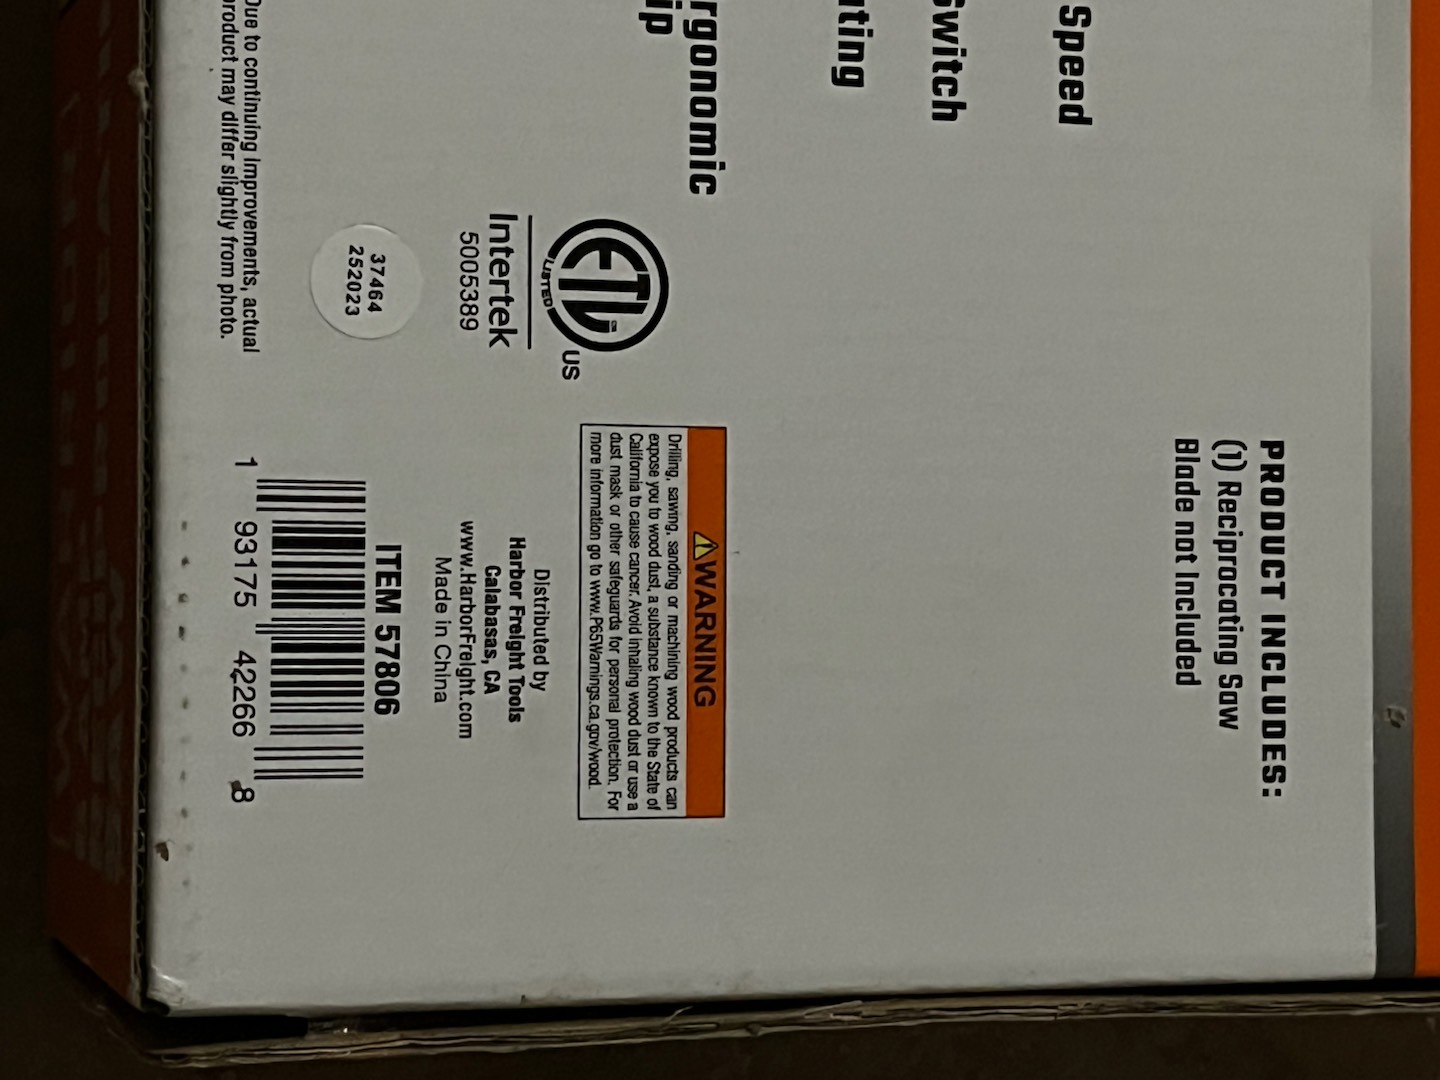 Speed
Switch
ating
rgonomic
ip
PRODUCT INCLUDES:
(1) Reciprocating Saw
Blade not Included
ETL
CM
LISTED
US
Intertek
5005389
37464
252023
Due to continuing improvements, actual
product may differ slightly from photo.
⚠WARNING
Drilling, sawing, sanding or machining wood products can
expose you to wood dust, a substance known to the State of
California to cause cancer. Avoid inhaling wood dust or use a
dust mask or other safeguards for personal protection. For
more information go to www.P65Warnings.ca.gov/wood.
Distributed by
Harbor Freight Tools
Calabasas, CA
www.HarborFreight.com
Made in China
ITEM 57806
1 93175 42266 8